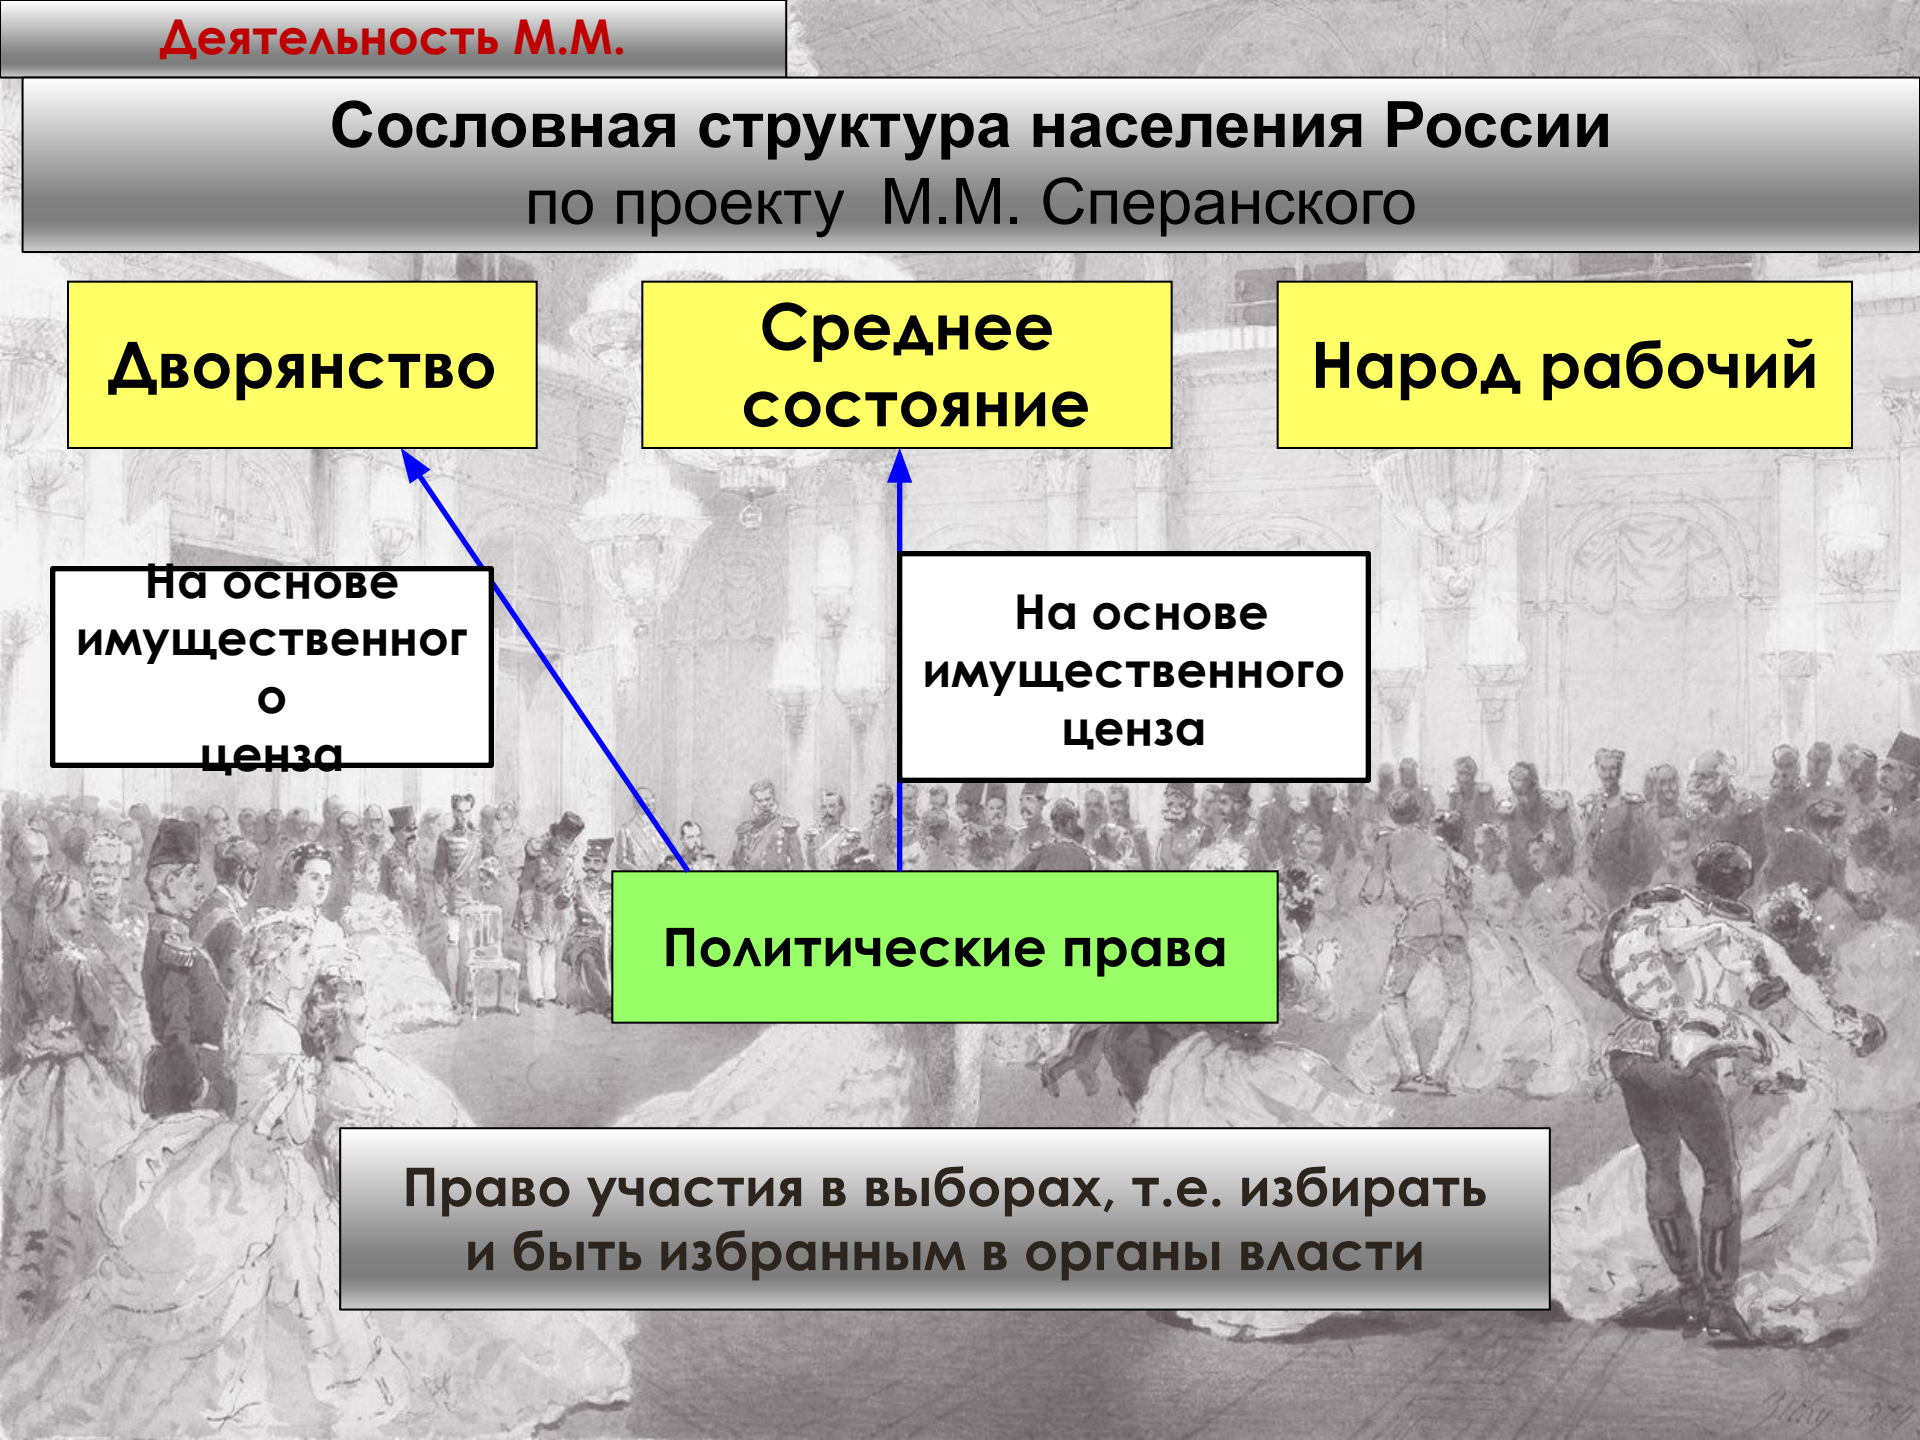 Деятельность М.М.
Сословная структура населения России
по проекту М.М. Сперанского
Дворянство
Среднее
состояние
Народ рабочий
На основе
имущественног
о
ценза
На основе
имущественного
ценза
Политические права
Право участия в выборах, т.е. избирать
и быть избранным в органы власти